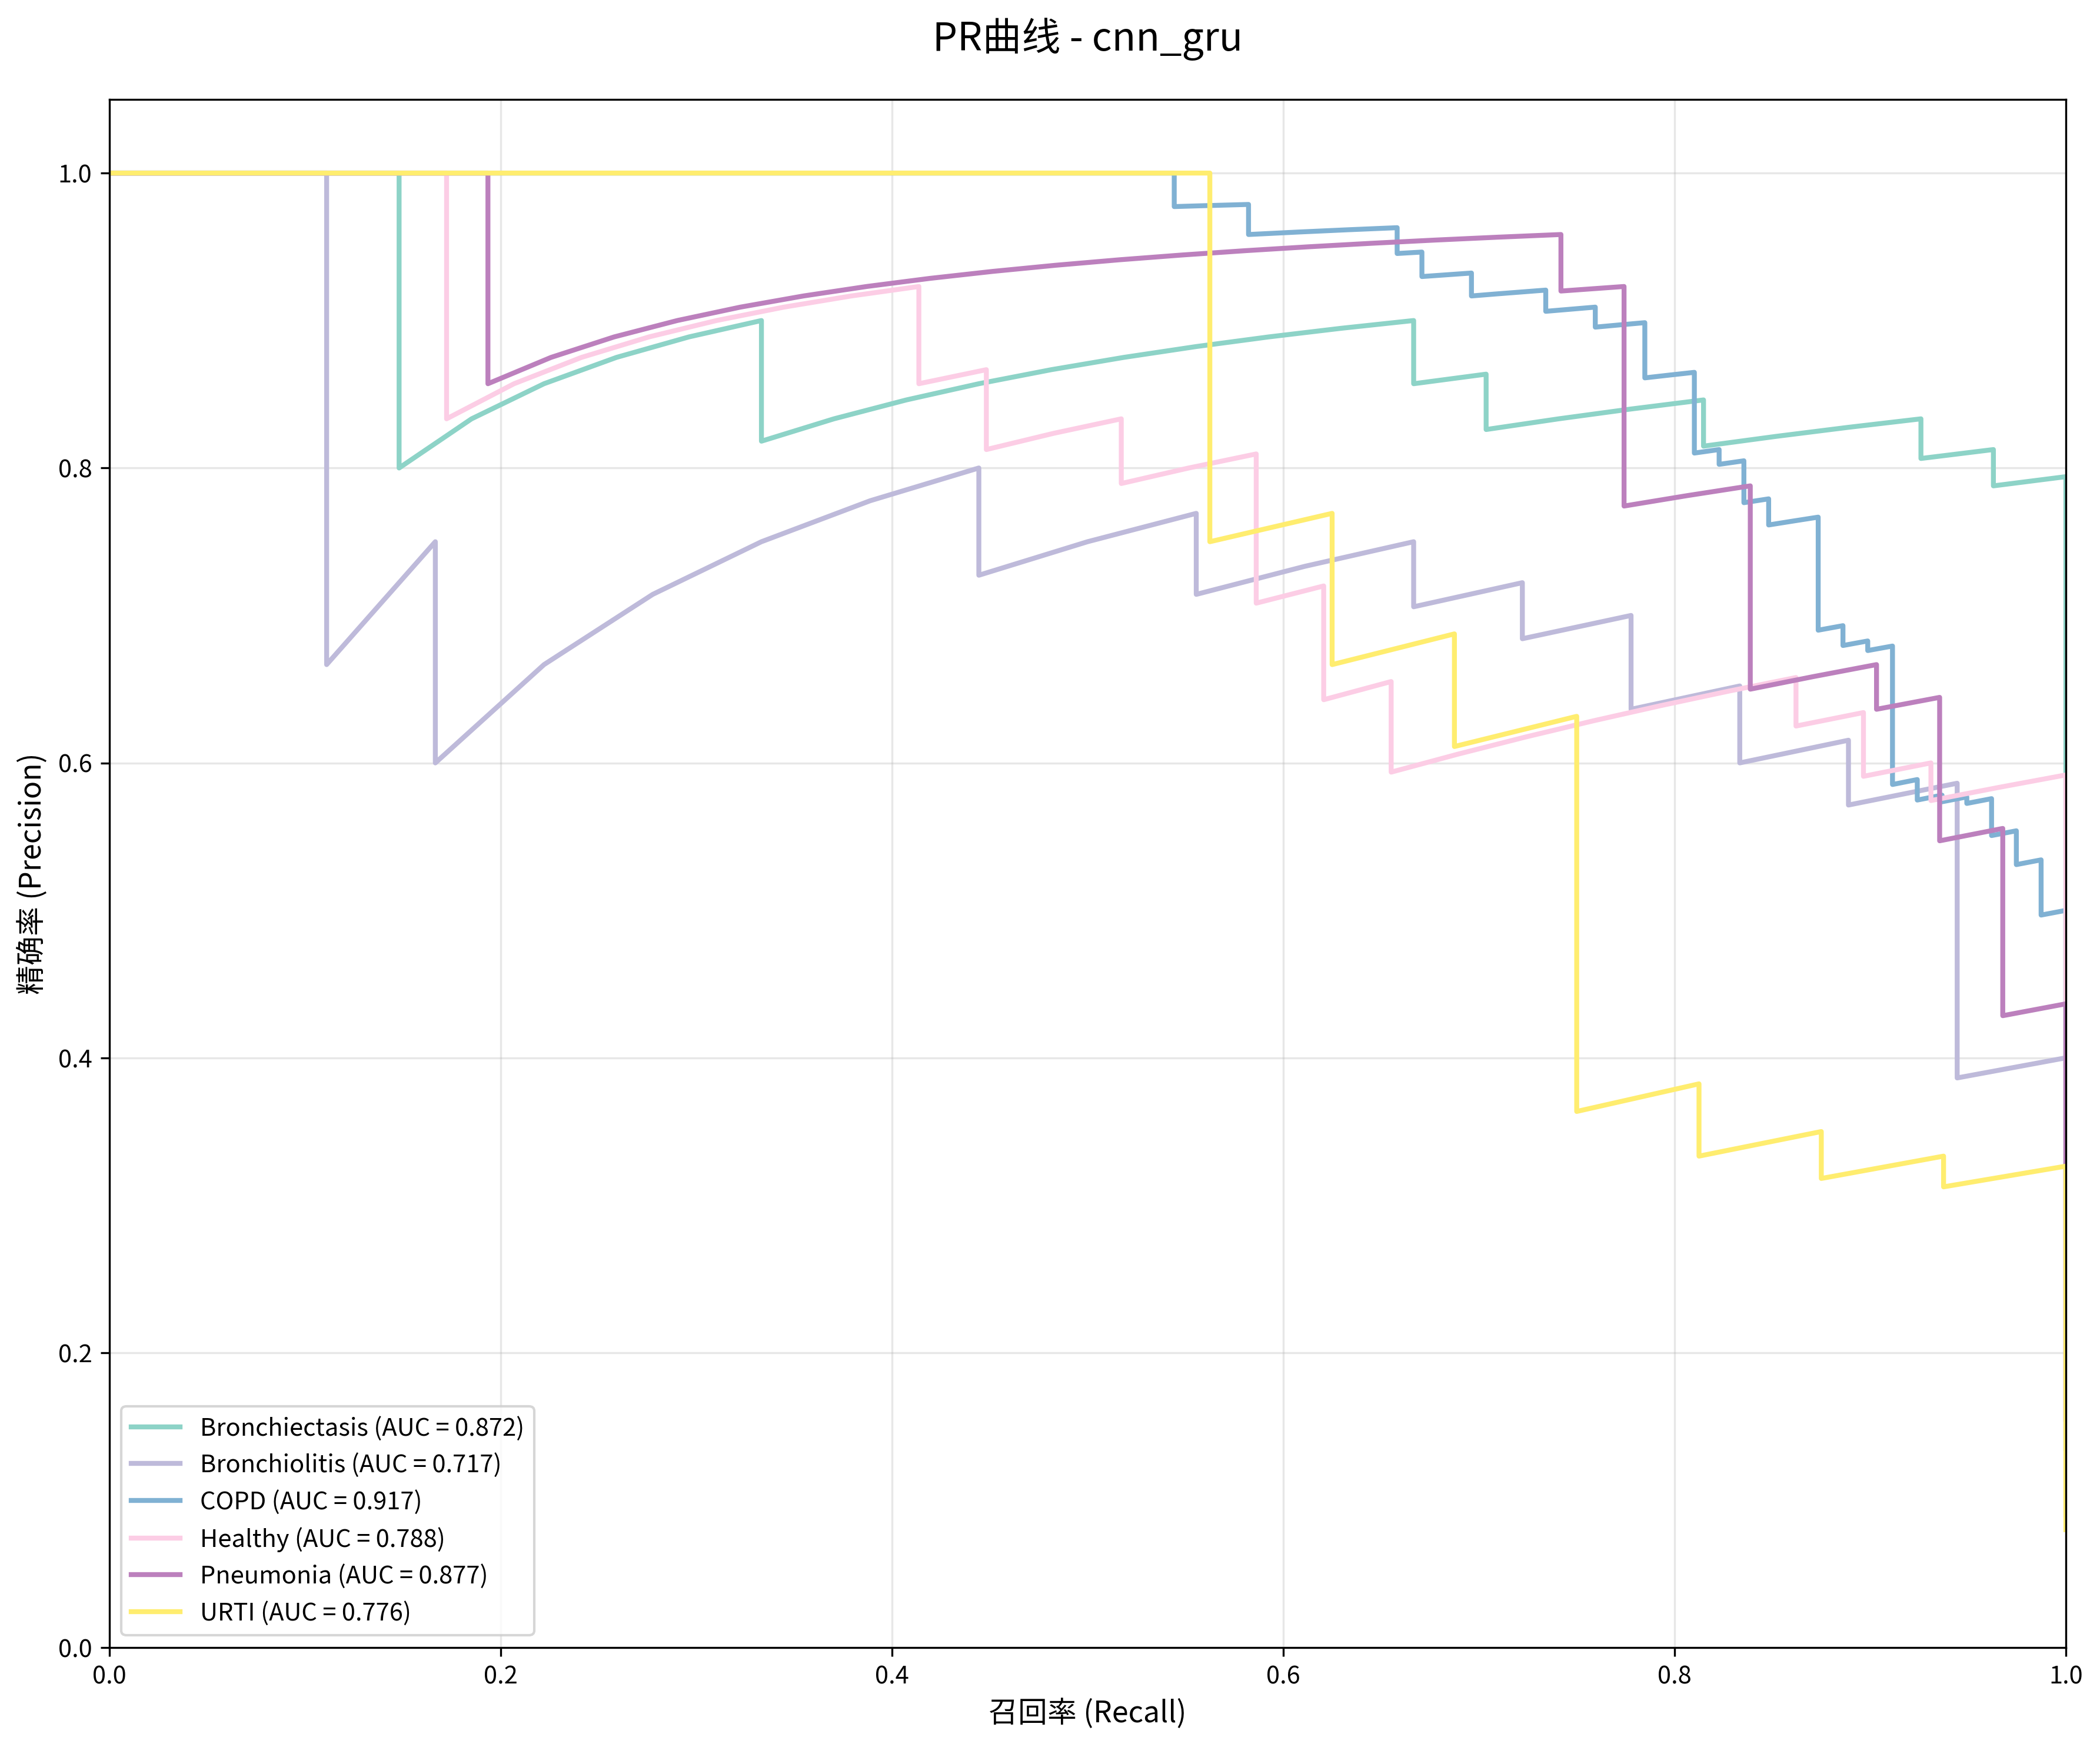 PR曲线 - cnn_gru
精确率 (Precision)
1.0
0.8
0.6
0.4
0.2
0.0
Bronchiectasis (AUC = 0.872)
Bronchiolitis (AUC = 0.717)
COPD (AUC = 0.917)
Healthy (AUC = 0.788)
Pneumonia (AUC = 0.877)
URTI (AUC = 0.776)
0.0 0.2 0.4 0.6 0.8 1.0
召回率 (Recall)